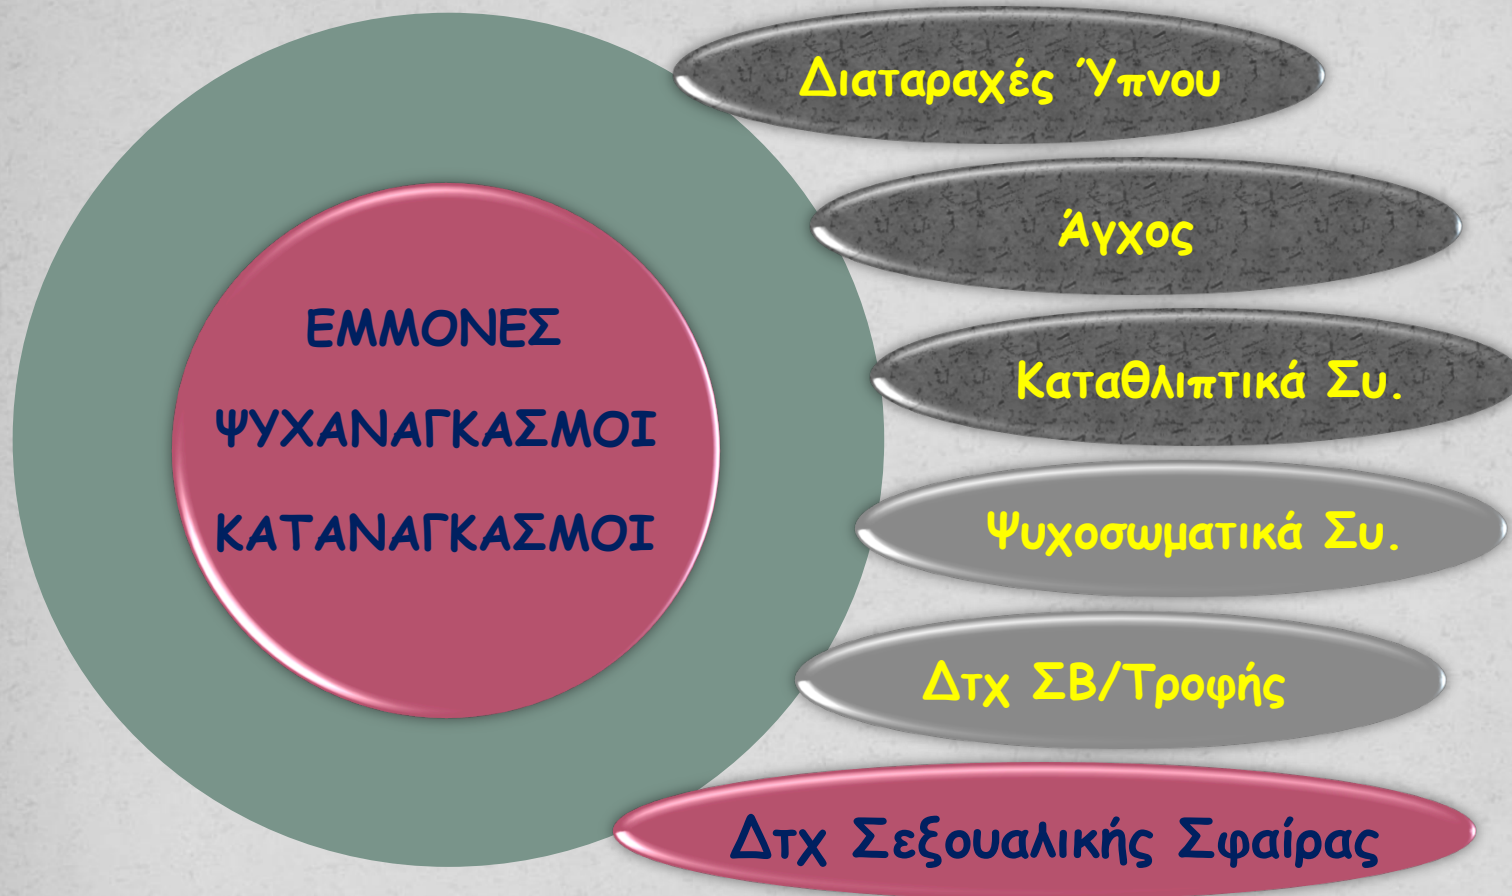 Διαταραχές Ύπνου
Άγχος
ΕΜΜΟΝΕΣ
ΨΥΧΑΝΑΓΚΑΣΜΟΙ
ΚΑΤΑΝΑΓΚΑΣΜΟΙ
Καταθλιπτικά Συ.
Ψυχοσωματικά Συ.
Δτχ ΣΒ/Τροφής
Δτχ Σεξουαλικής Σφαίρας